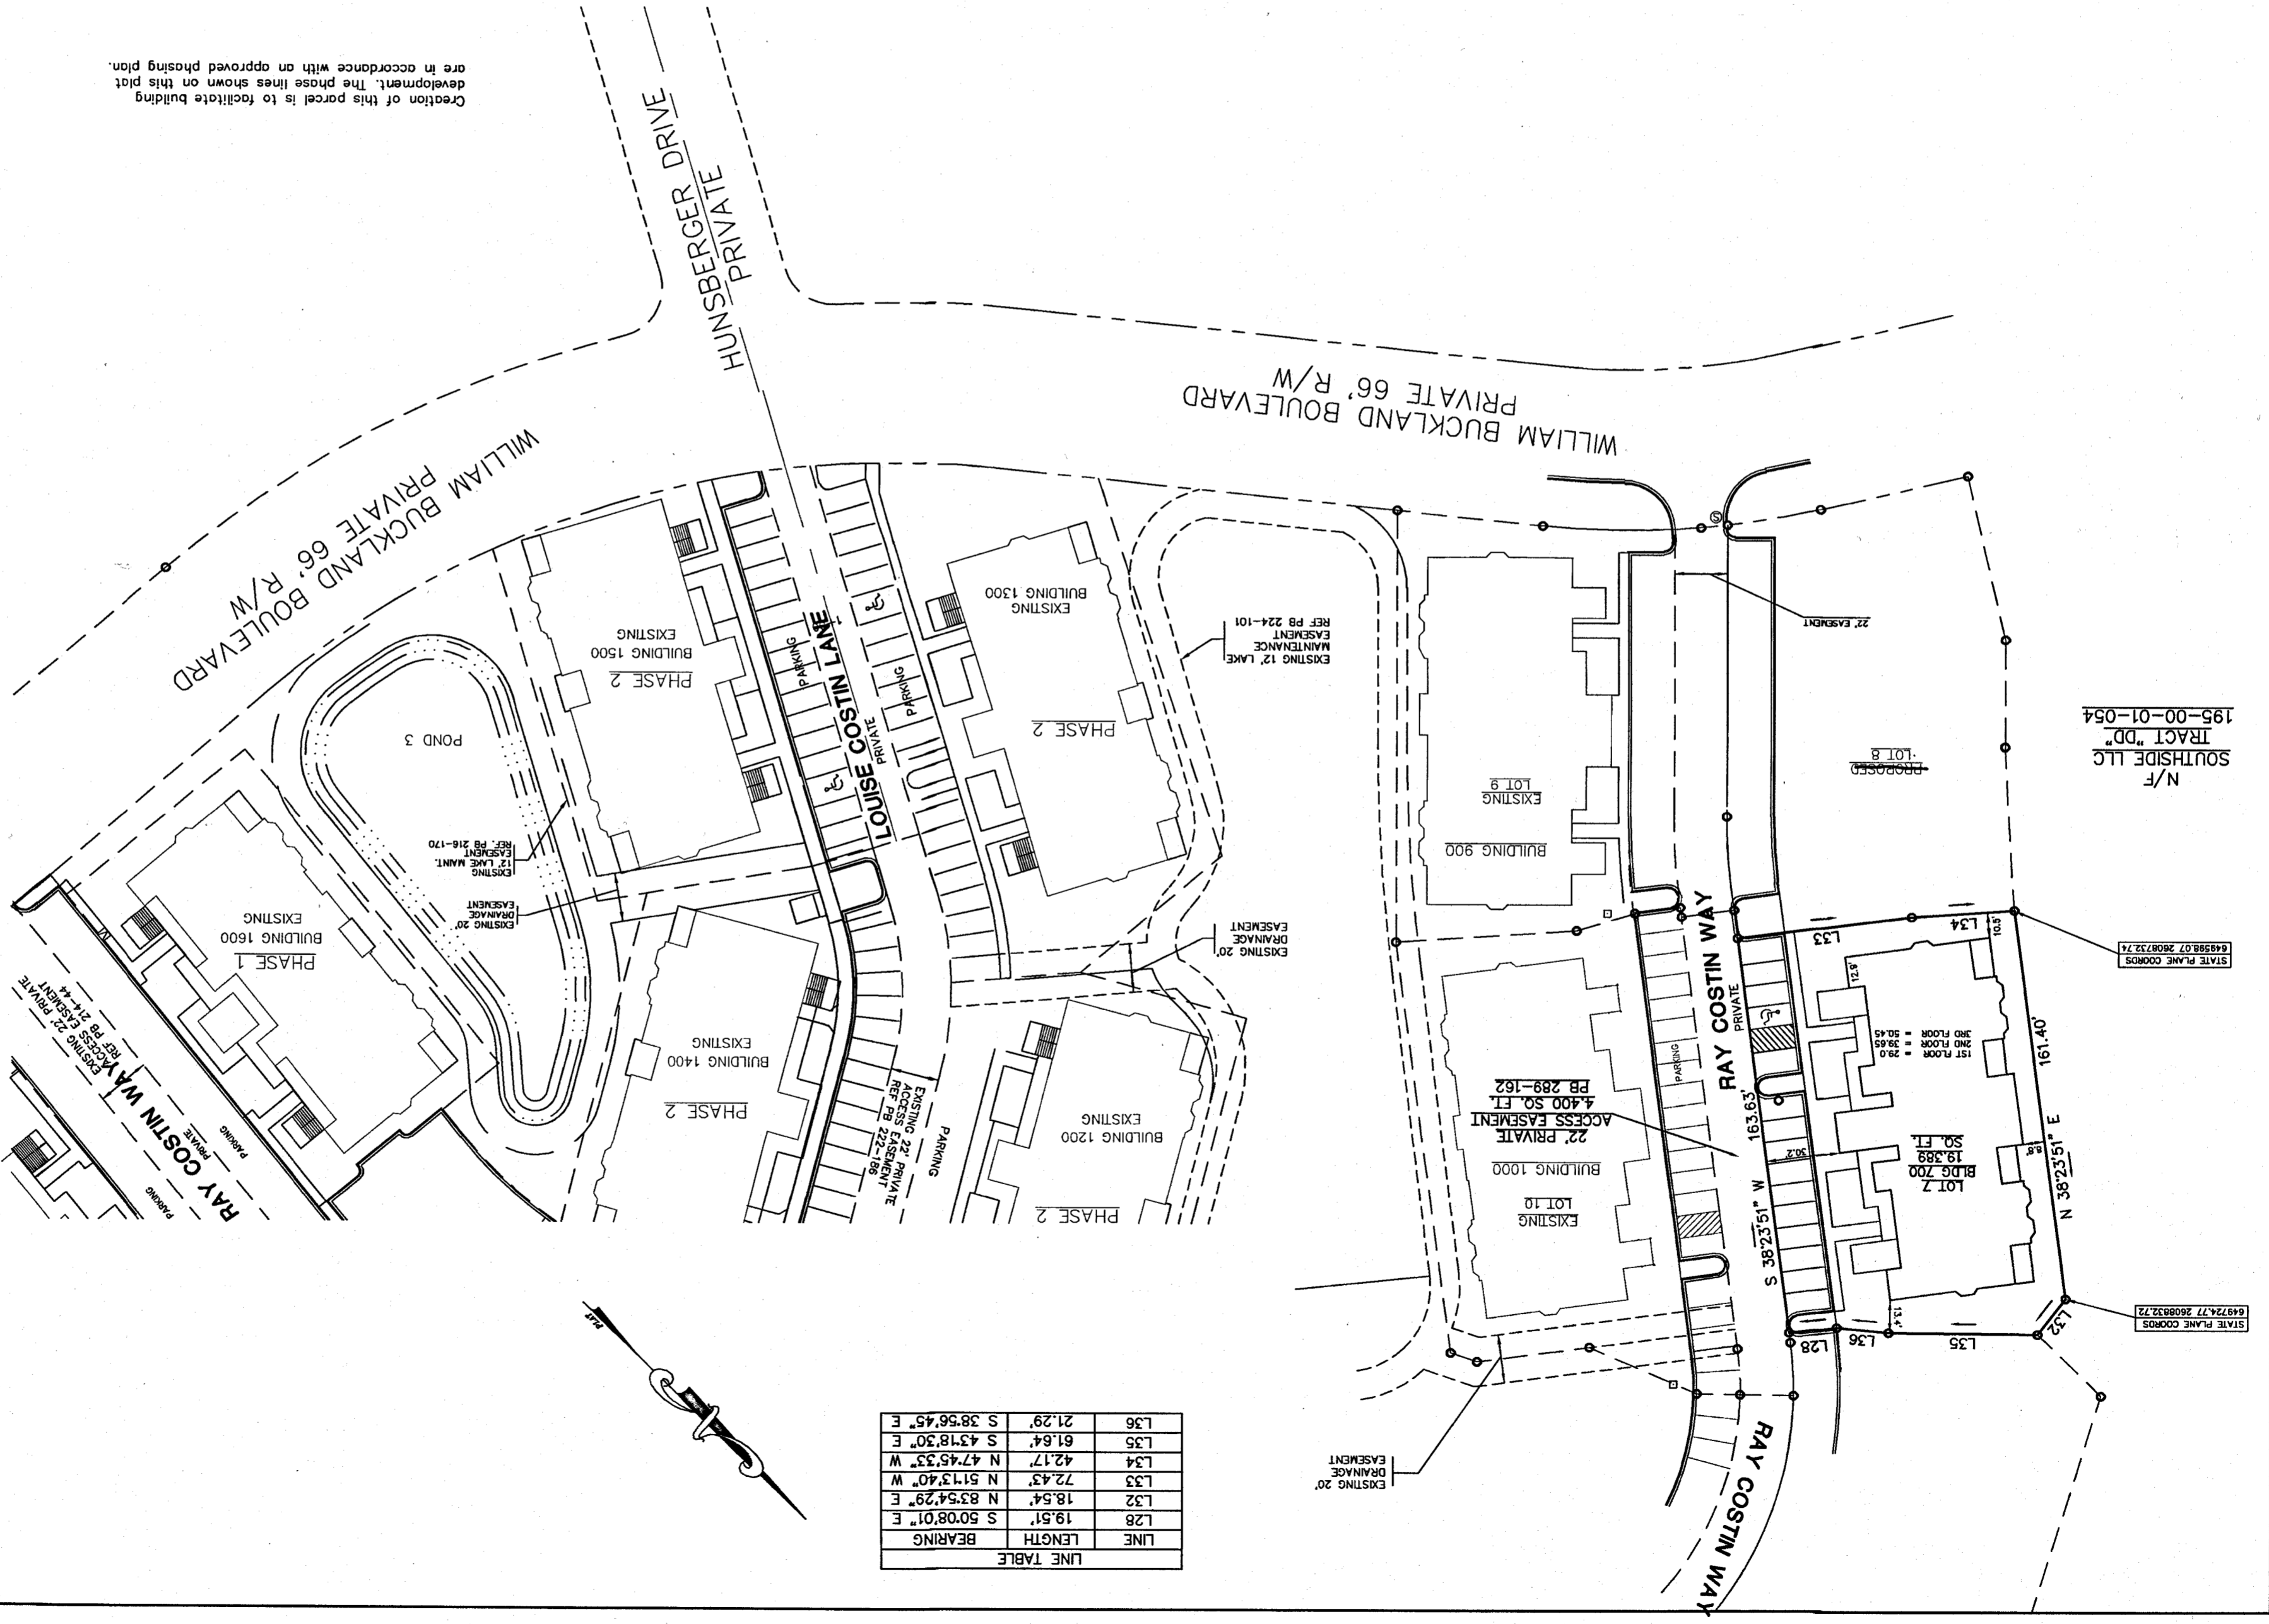 LINE TABLE
LINE LENGTH BEARING
L28 19.51' S 50°08'01" E
L32 18.54' N 83°54'29" E
L33 72.43' N 51°13'40" W
L34 42.17' N 47°45'33" W
L35 61.64' S 43°18'30" E
L36 21.29' S 38°56'45" E
RAY COSTIN WAY
EXISTING 20'
DRAINAGE
EASEMENT
STATE PLANE COORDS
649724.77 2608832.72
L32
L35
L36
L28
13.4'
N 38°23'51" E
161.40'
S 38°23'51" W
163.63'
LOT 7
BLDG 700
19,389
SQ. FT.
8.8'
30.2'
1ST FLOOR = 29.0
2ND FLOOR = 39.65
3RD FLOOR = 50.45
12.9'
10.5'
L33
L34
STATE PLANE COORDS
649598.07 2608732.74
RAY COSTIN WAY
PRIVATE
PARKING
EXISTING
LOT 10
BUILDING 1000
22' PRIVATE
ACCESS EASEMENT
4,400 SQ. FT.
PB 289-162
N/F
SOUTHSIDE LLC
TRACT "DD"
195-00-01-054
PROPOSED
LOT 8
22' EASEMENT
BUILDING 900
EXISTING
LOT 9
S
WILLIAM BUCKLAND BOULEVARD
PRIVATE 66' R/W
PLAT
PHASE 2
BUILDING 1200
EXISTING
PARKING
EXISTING 22' PRIVATE
ACCESS EASEMENT
REF PB 222-186
EXISTING 20'
DRAINAGE
EASEMENT
PHASE 2
BUILDING 1400
EXISTING
PHASE 2
EXISTING
BUILDING 1300
EXISTING 12' LAKE
MAINTENANCE
EASEMENT
REF PB 224-101
LOUISE COSTIN LANE
PRIVATE
PARKING
PARKING
PHASE 2
BUILDING 1500
EXISTING
EXISTING 20'
DRAINAGE
EASEMENT
EXISTING
12' LAKE MAINT.
EASEMENT
REF. PB 216-170
POND 3
PHASE 1
BUILDING 1600
EXISTING
M
RAY COSTIN WAY
PRIVATE
PARKING
PARKING
EXISTING 22' PRIVATE
ACCESS EASEMENT
REF PB 214-44
WILLIAM BUCKLAND BOULEVARD
PRIVATE 66' R/W
HUNSBERGER DRIVE
PRIVATE
Creation of this parcel is to facilitate building
development. The phase lines shown on this plat
are in accordance with an approved phasing plan.